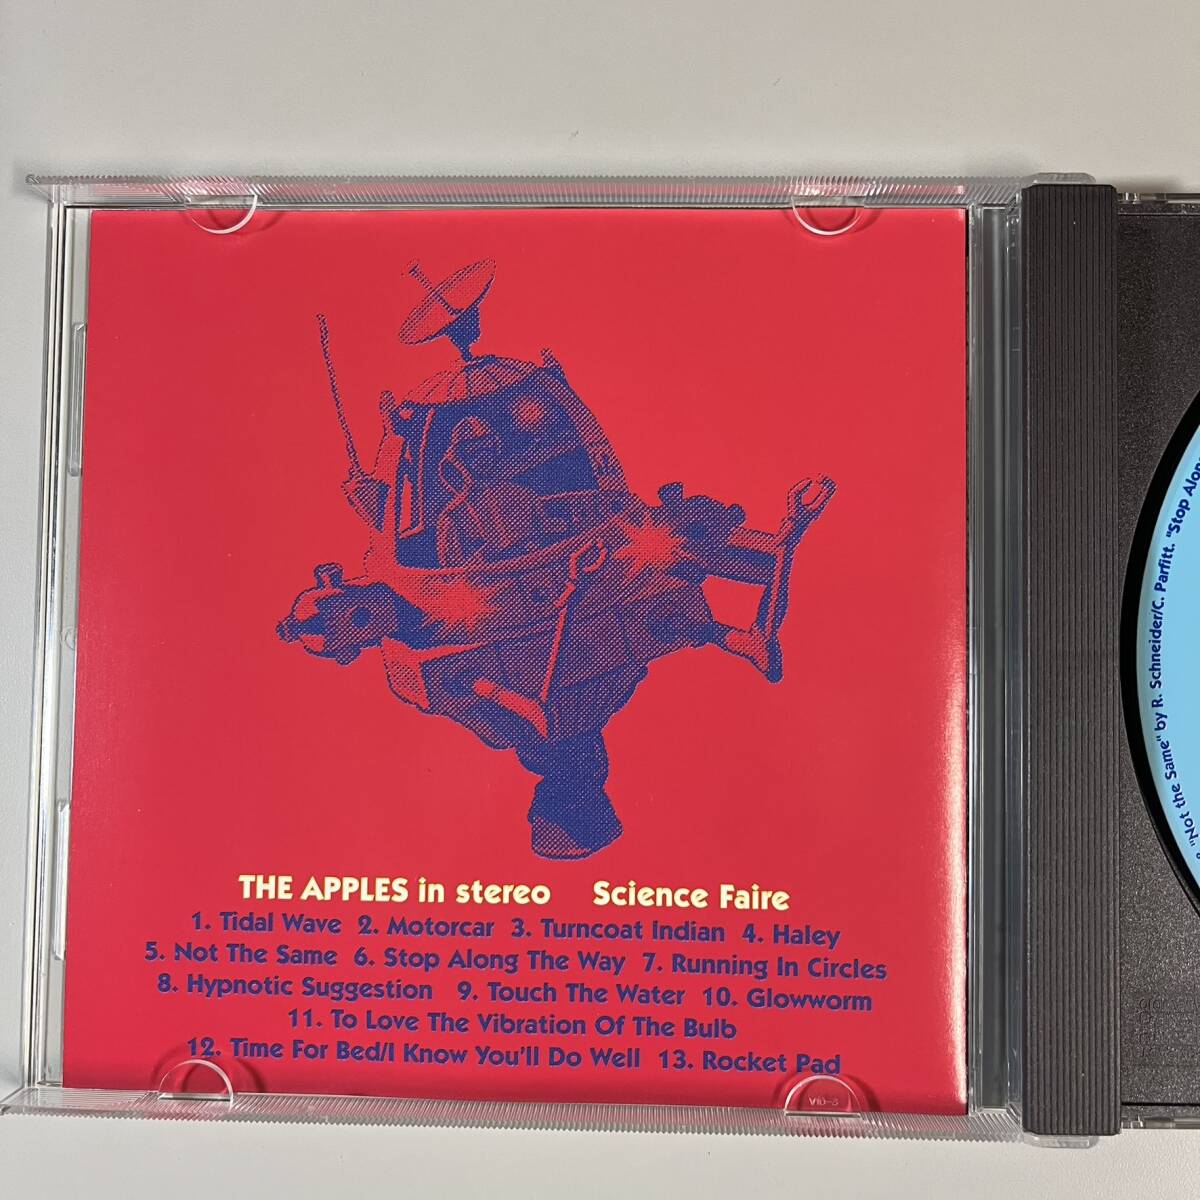 THE APPLES in stereo Science Faire
1. Tidal Wave 2. Motorcar 3. Turncoat Indian 4. Haley
5. Not The Same 6. Stop Along The Way 7. Running In Circles
8. Hypnotic Suggestion 9. Touch The Water 10. Glowworm
11. To Love The Vibration Of The Bulb
12. Time For Bed/I Know You'll Do Well 13. Rocket Pad
"Not the Same" by R. Schneider/C. Parfitt. "Stop Along
VIB-3